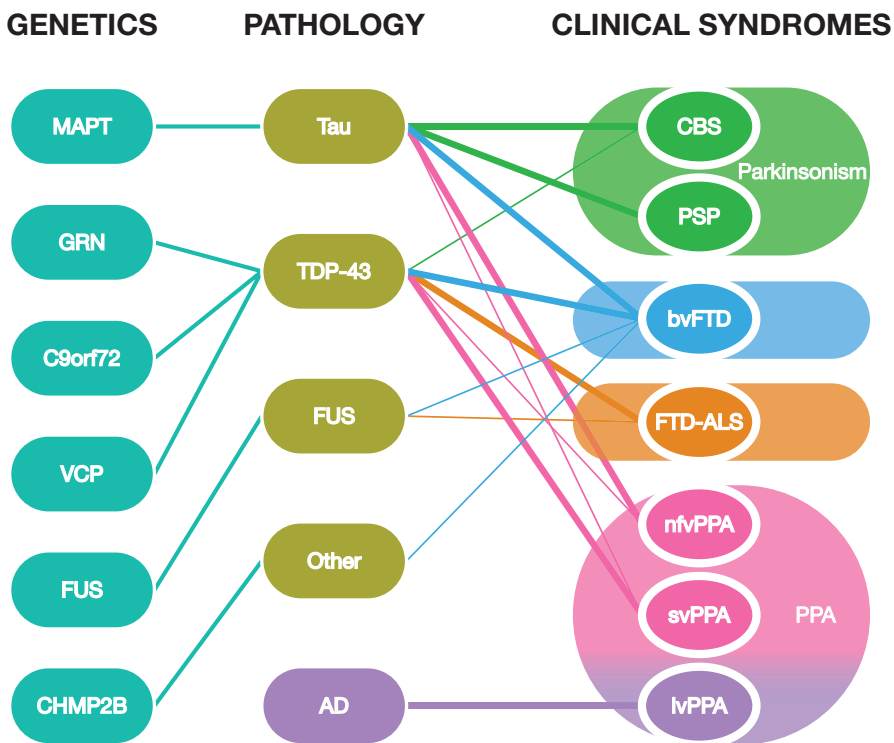 GENETICS
PATHOLOGY
CLINICAL SYNDROMES
MAPT
GRN
C9orf72
VCP
FUS
CHMP2B
Tau
TDP-43
FUS
Other
AD
CBS
PSP
Parkinsonism
bvFTD
FTD-ALS
nfvPPA
svPPA
PPA
lvPPA